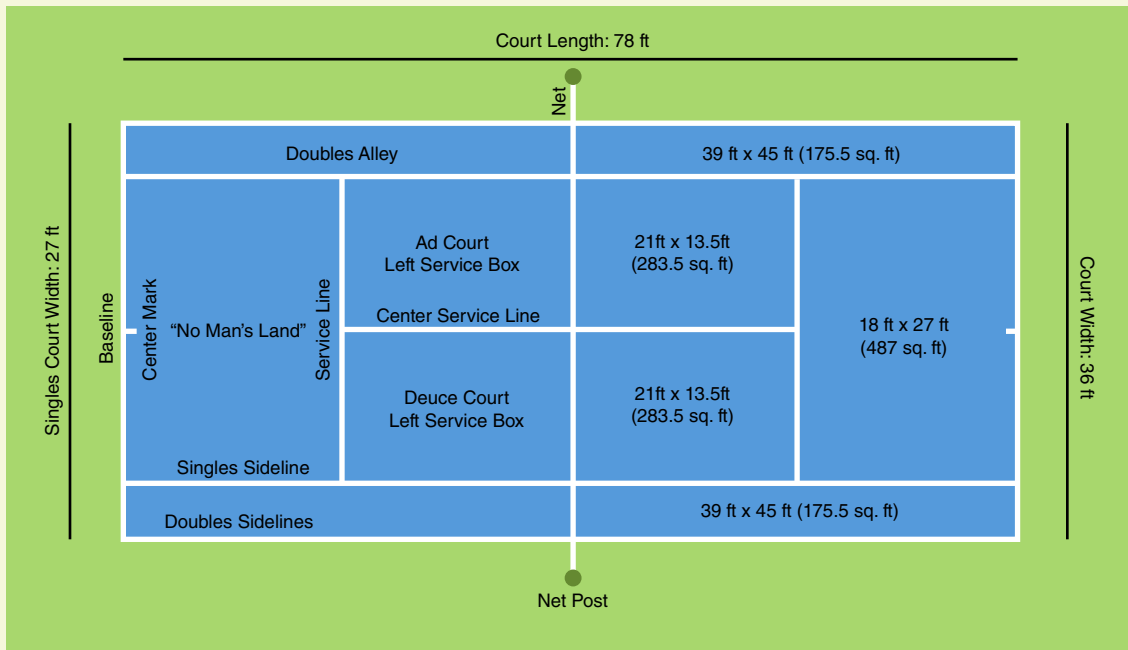 Court Length: 78 ft
Net
Doubles Alley
39 ft x 45 ft (175.5 sq. ft)
Singles Court Width: 27 ft
Baseline
Center Mark
“No Man’s Land”
Service Line
Ad Court
Left Service Box
21ft x 13.5ft
(283.5 sq. ft)
Center Service Line
18 ft x 27 ft
(487 sq. ft)
Court Width: 36 ft
Deuce Court
Left Service Box
21ft x 13.5ft
(283.5 sq. ft)
Singles Sideline
Doubles Sidelines
39 ft x 45 ft (175.5 sq. ft)
Net Post